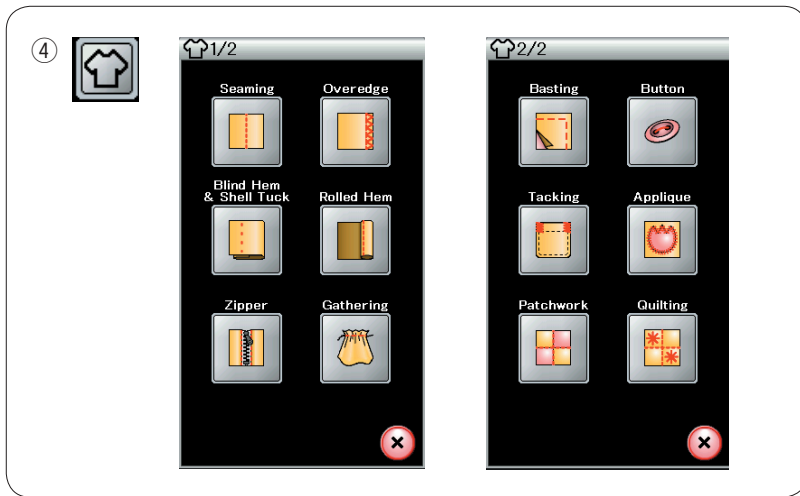 ④
1/2
Seaming Overedge
Blind Hem
& Shell Tuck Rolled Hem
Zipper Gathering
2/2
Basting Button
Tacking Applique
Patchwork Quilting